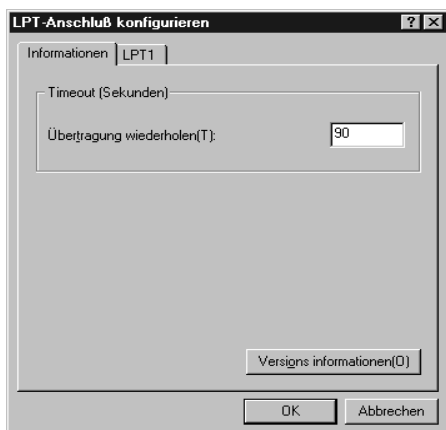 LPT-Anschluß konfigurieren
Informationen LPT1
Timeout (Sekunden)
Übertragung wiederholen(T): 90
Versions informationen(O)
OK Abbrechen